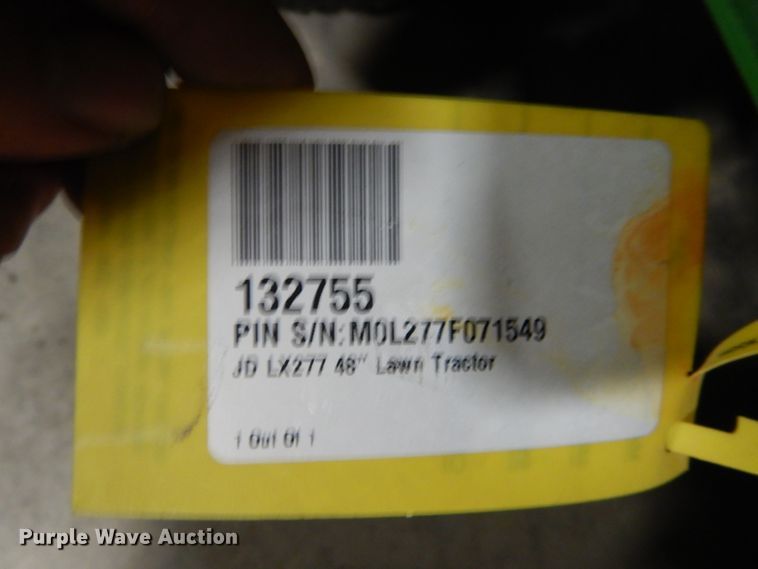 132755
PIN S/N: M0L277F071549
JD LX277 48" Lawn Tractor
1 Out Of 1
Purple Wave Auction